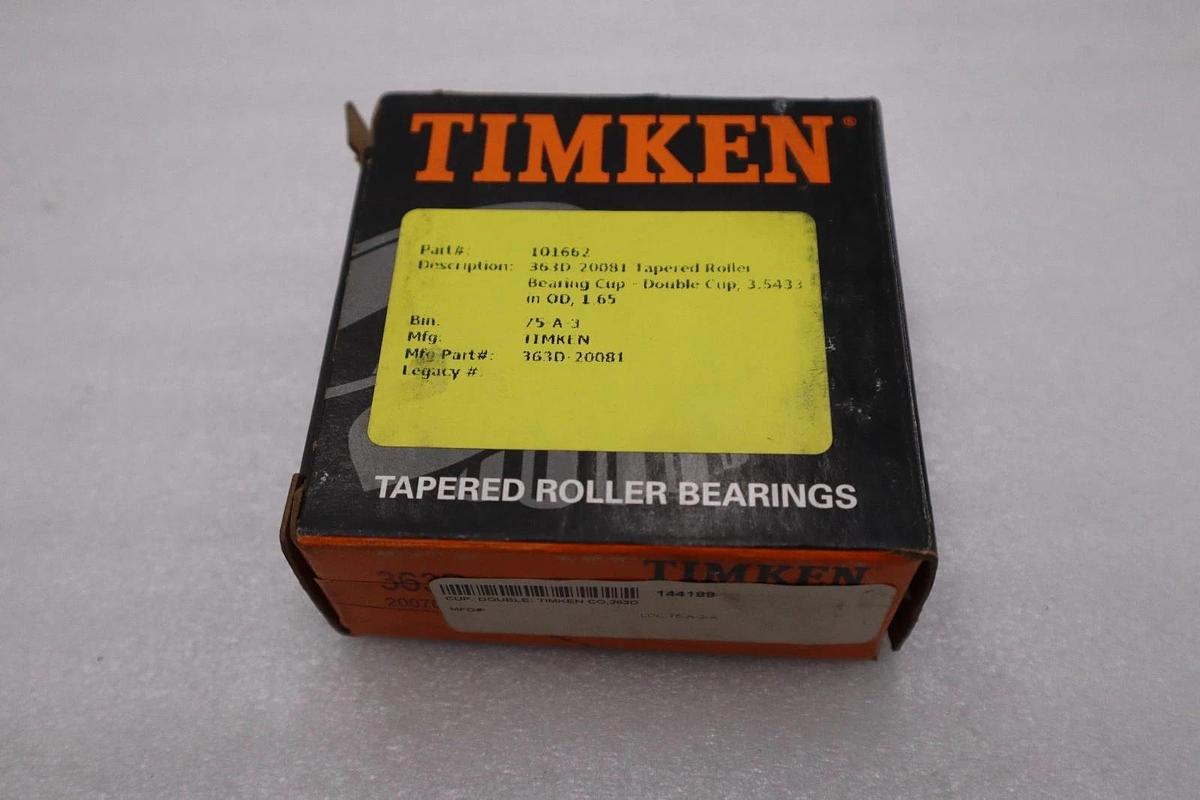 TIMKEN®
Part#: 101662
Description: 363D-20081 Tapered Roller
Bearing Cup - Double Cup, 3.5433
in OD, 1.65
Bin: 75-A-3
Mfg: TIMKEN
Mfg Part#: 363D-20081
Legacy #
TAPERED ROLLER BEARINGS
TIMKEN
144189
CUP, DOUBLE: TIMKEN CO,363D
MFG#: